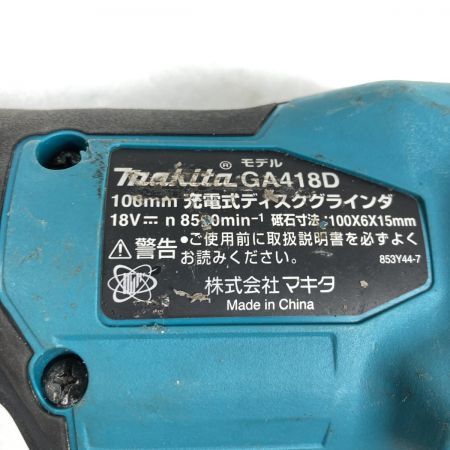 モデル
Makita® GA418D
100mm 充電式ディスクグラインダ
18V⎓ n 8500min⁻¹ 砥石寸法:100X6X15mm
⚠警告 •ご使用前に取扱説明書を必ずよく
お読みください。
853Y44-7
株式会社マキタ
Made in China